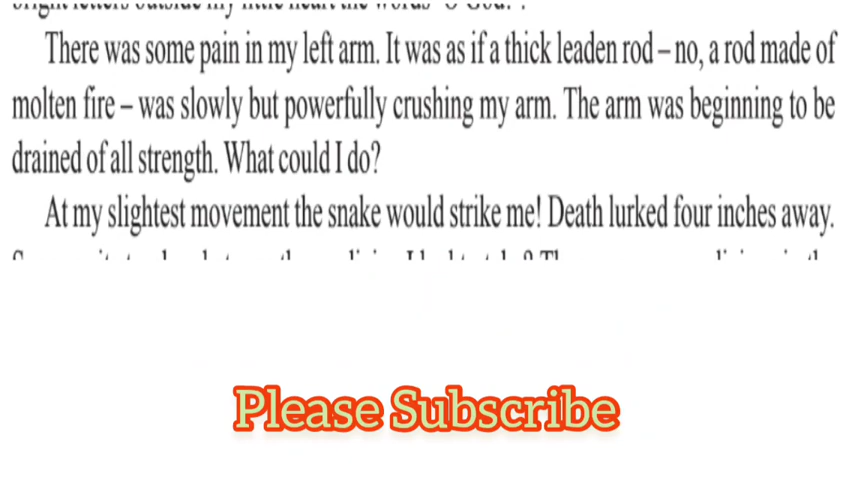 There was some pain in my left arm. It was as if a thick leaden rod – no, a rod made of
molten fire – was slowly but powerfully crushing my arm. The arm was beginning to be
drained of all strength. What could I do?
At my slightest movement the snake would strike me! Death lurked four inches away.
Please Subscribe